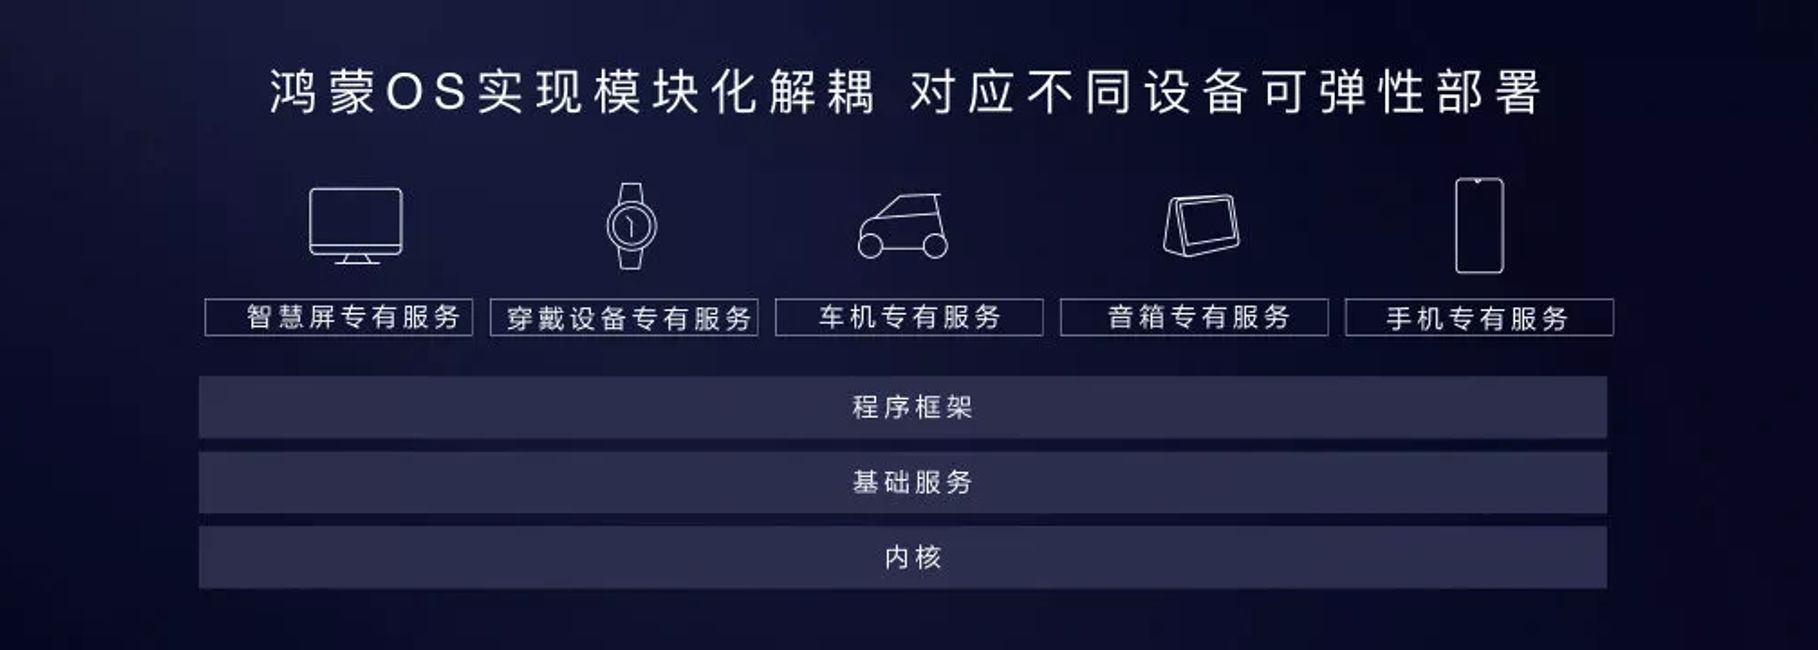 鸿蒙OS实现模块化解耦 对应不同设备可弹性部署
智慧屏专有服务
穿戴设备专有服务
车机专有服务
音箱专有服务
手机专有服务
程序框架
基础服务
内核